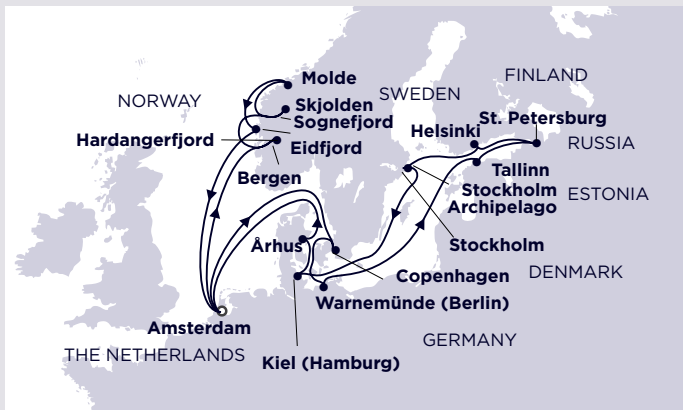 Molde
FINLAND
NORWAY
SWEDEN
Skjolden
Sognefjord
St. Petersburg
Helsinki
Hardangerfjord
Eidfjord
RUSSIA
Tallinn
Bergen
Stockholm
Archipelago
ESTONIA
Århus
Stockholm
Copenhagen
DENMARK
Warnemünde (Berlin)
Amsterdam
GERMANY
THE NETHERLANDS
Kiel (Hamburg)